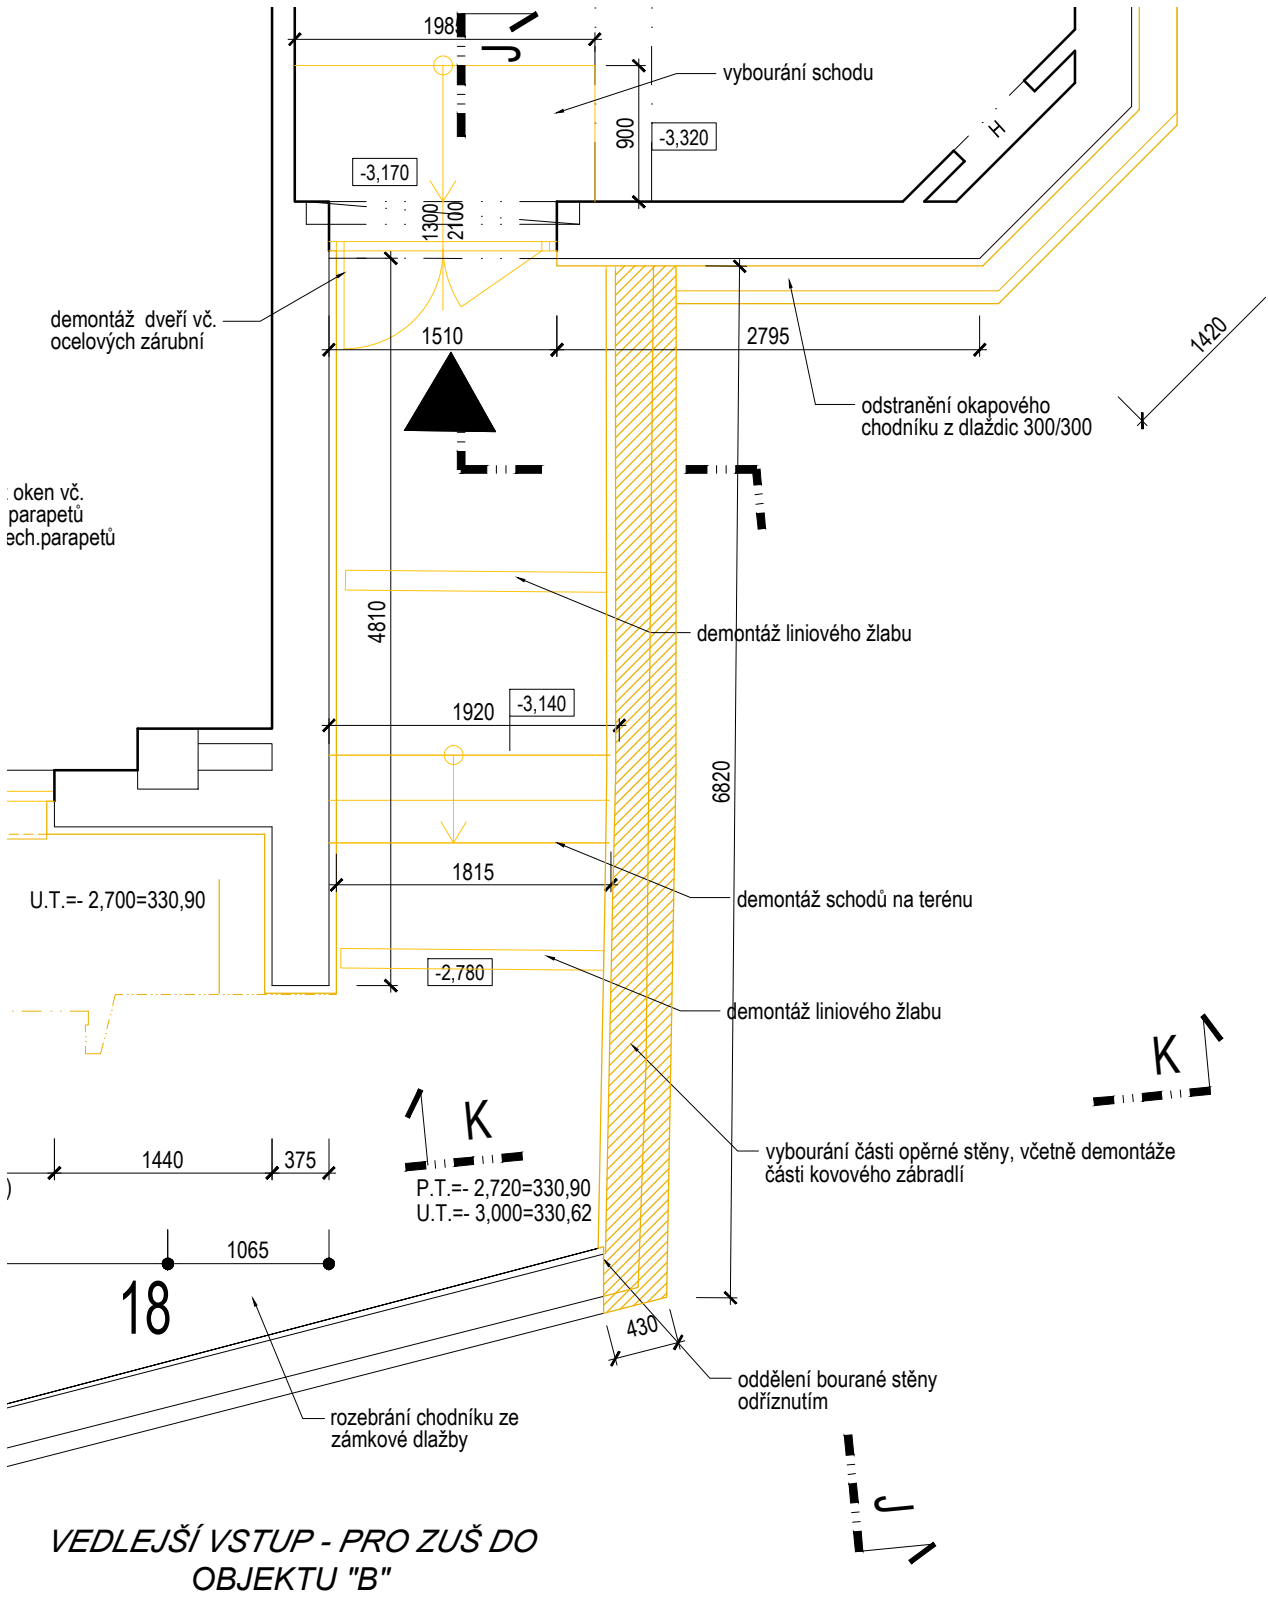 1985
J
vybourání schodu
900
-3,320
-3,170
H
1300
2100
demontáž dveří vč.
ocelových zárubní
1510
2795
1420
odstranění okapového
chodníku z dlaždic 300/300
oken vč.
parapetů
ech.parapetů
4810
demontáž liniového žlabu
1920
-3,140
6820
1815
U.T.=- 2,700=330,90
demontáž schodů na terénu
-2,780
demontáž liniového žlabu
K
K
1440
375
vybourání části opěrné stěny, včetně demontáže
části kovového zábradlí
)
P.T.=- 2,720=330,90
U.T.=- 3,000=330,62
1065
18
430
oddělení bourané stěny
odříznutím
rozebrání chodníku ze
zámkové dlažby
J
VEDLEJŠÍ VSTUP - PRO ZUŠ DO
OBJEKTU "B"